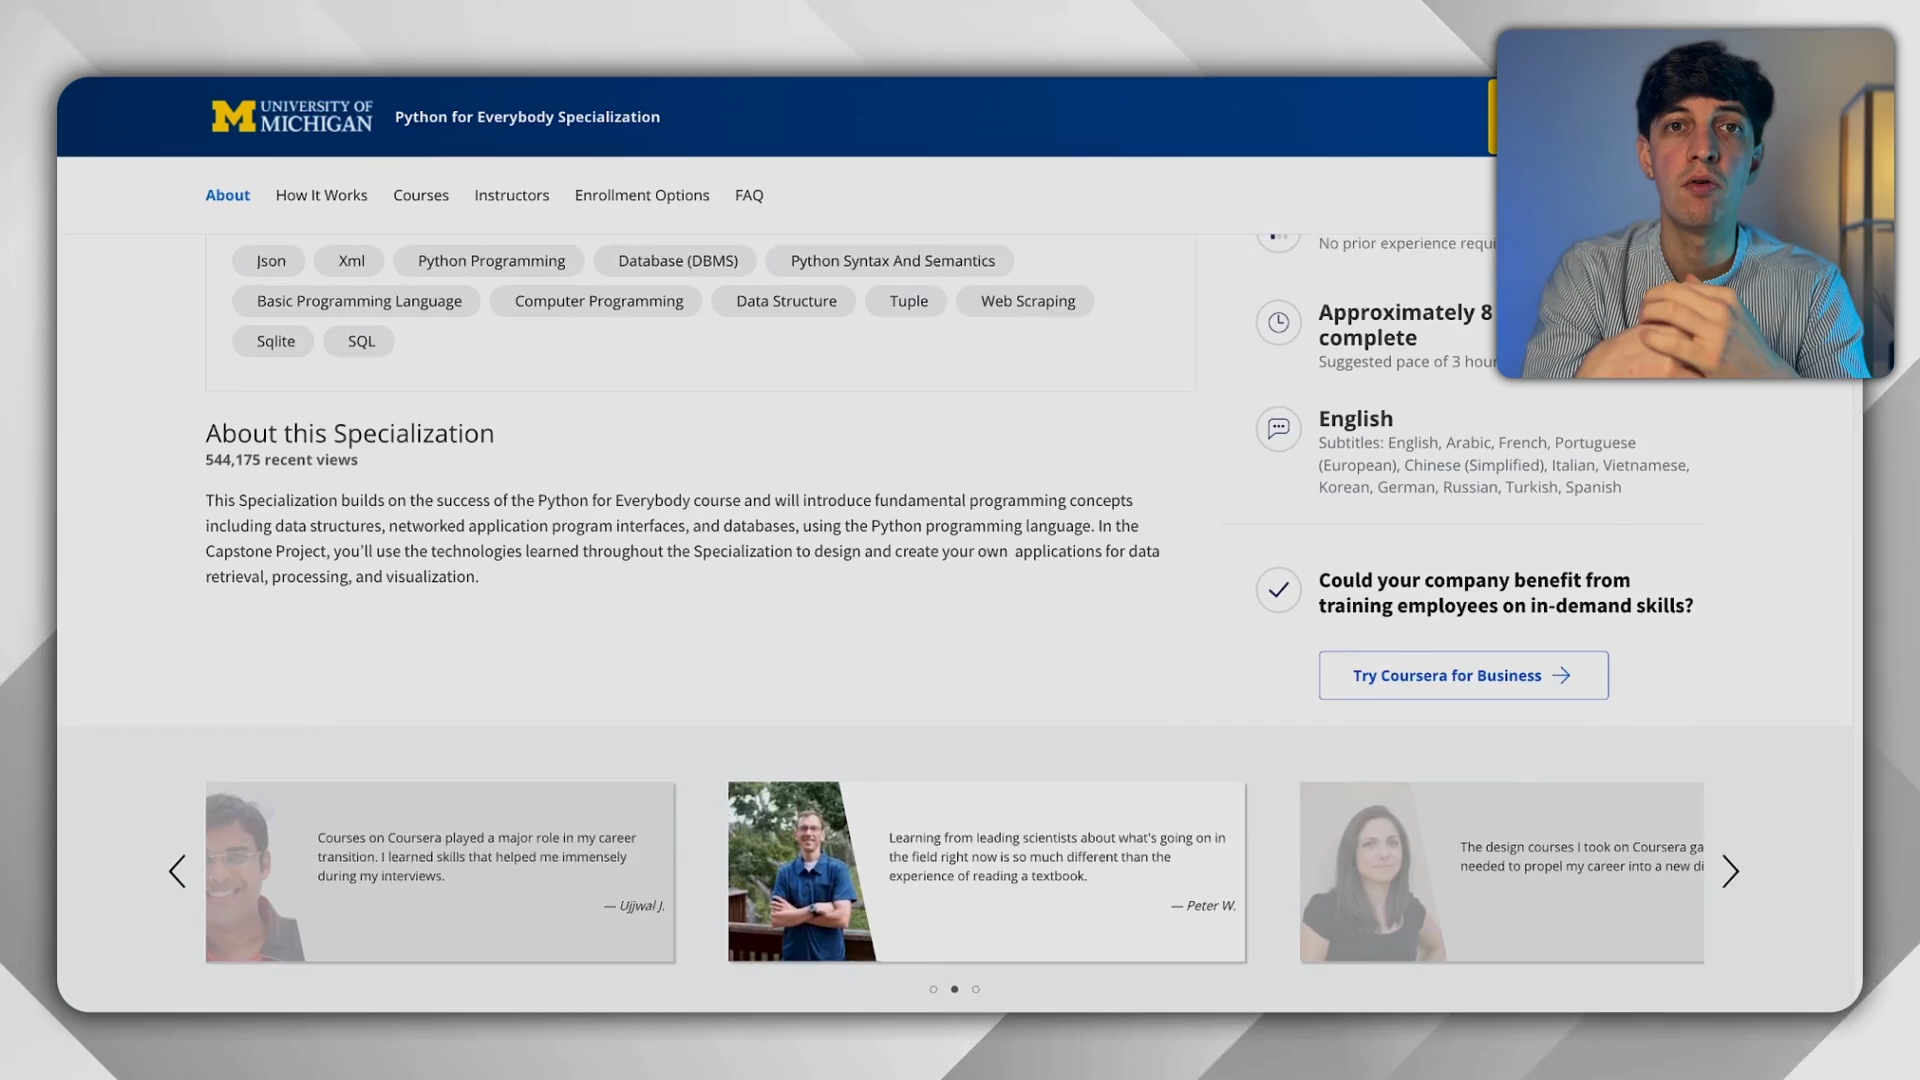 UNIVERSITY OF MICHIGAN
Python for Everybody Specialization
About
How It Works
Courses
Instructors
Enrollment Options
FAQ
Json
Xml
Python Programming
Database (DBMS)
Python Syntax And Semantics
Basic Programming Language
Computer Programming
Data Structure
Tuple
Web Scraping
Sqlite
SQL
No prior experience
Approximately 8
complete
Suggested pace of 3
English
Subtitles: English, Arabic, French, Portuguese
(European), Chinese (Simplified), Italian, Vietnamese,
Korean, German, Russian, Turkish, Spanish
About this Specialization
544,175 recent views
This Specialization builds on the success of the Python for Everybody course and will introduce fundamental programming concepts
including data structures, networked application program interfaces, and databases, using the Python programming language. In the
Capstone Project, you’ll use the technologies learned throughout the Specialization to design and create your own applications for data
retrieval, processing, and visualization.
Could your company benefit from
training employees on in-demand skills?
Try Coursera for Business
Courses on Coursera played a major role in my career
transition. I learned skills that helped me immensely
during my interviews.
— Ujjwal J.
Learning from leading scientists about what's going on in
the field right now is so much different than the
experience of reading a textbook.
— Peter W.
The design courses I took on Coursera ga
needed to propel my career into a new di